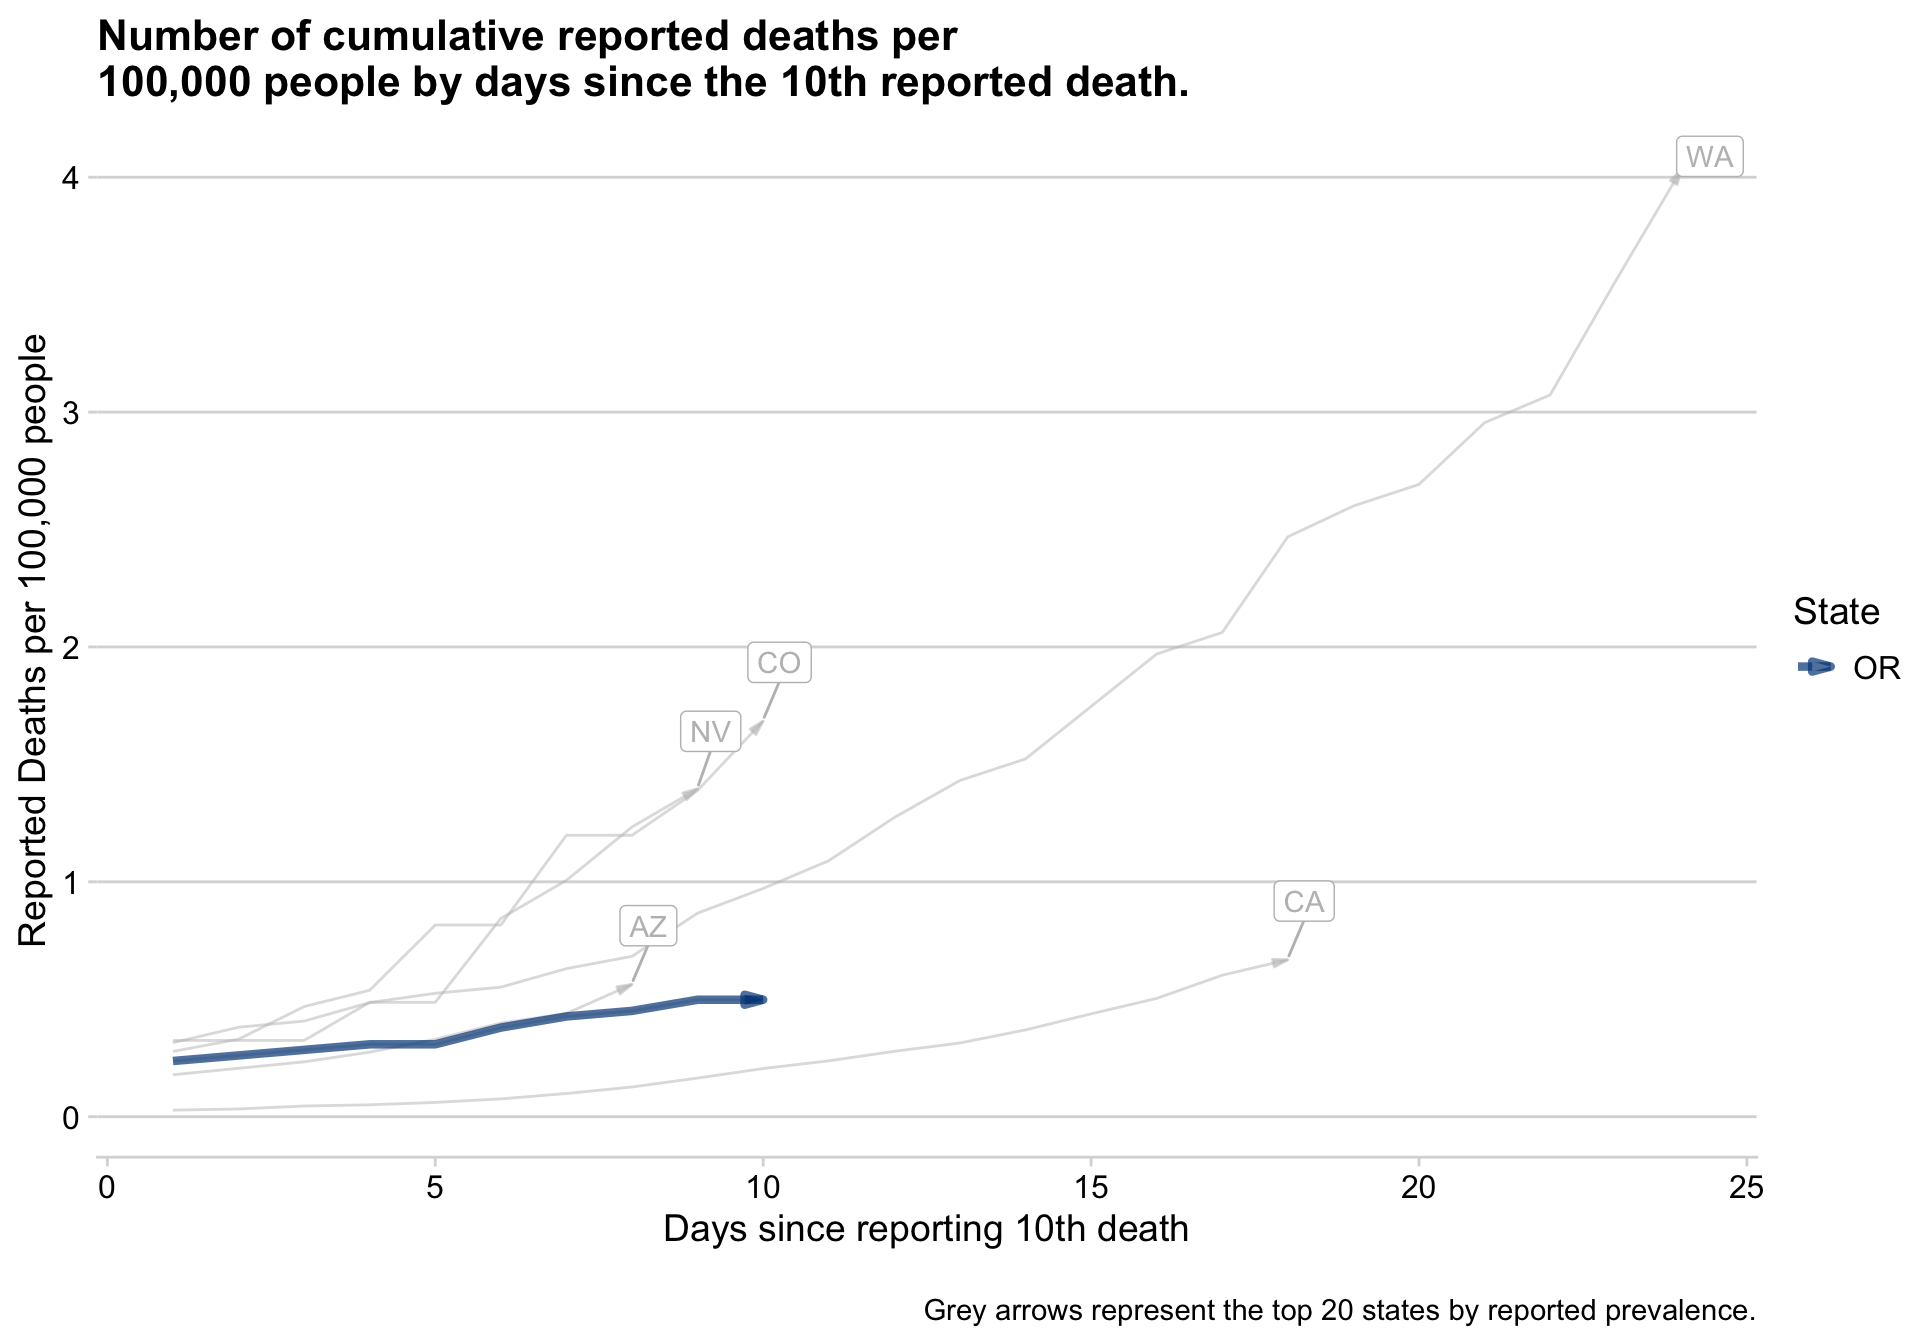 Number of cumulative reported deaths per
100,000 people by days since the 10th reported death.
Reported Deaths per 100,000 people
4
3
2
1
0
WA
CO
NV
AZ
CA
State
OR
0 5 10 15 20 25
Days since reporting 10th death
Grey arrows represent the top 20 states by reported prevalence.